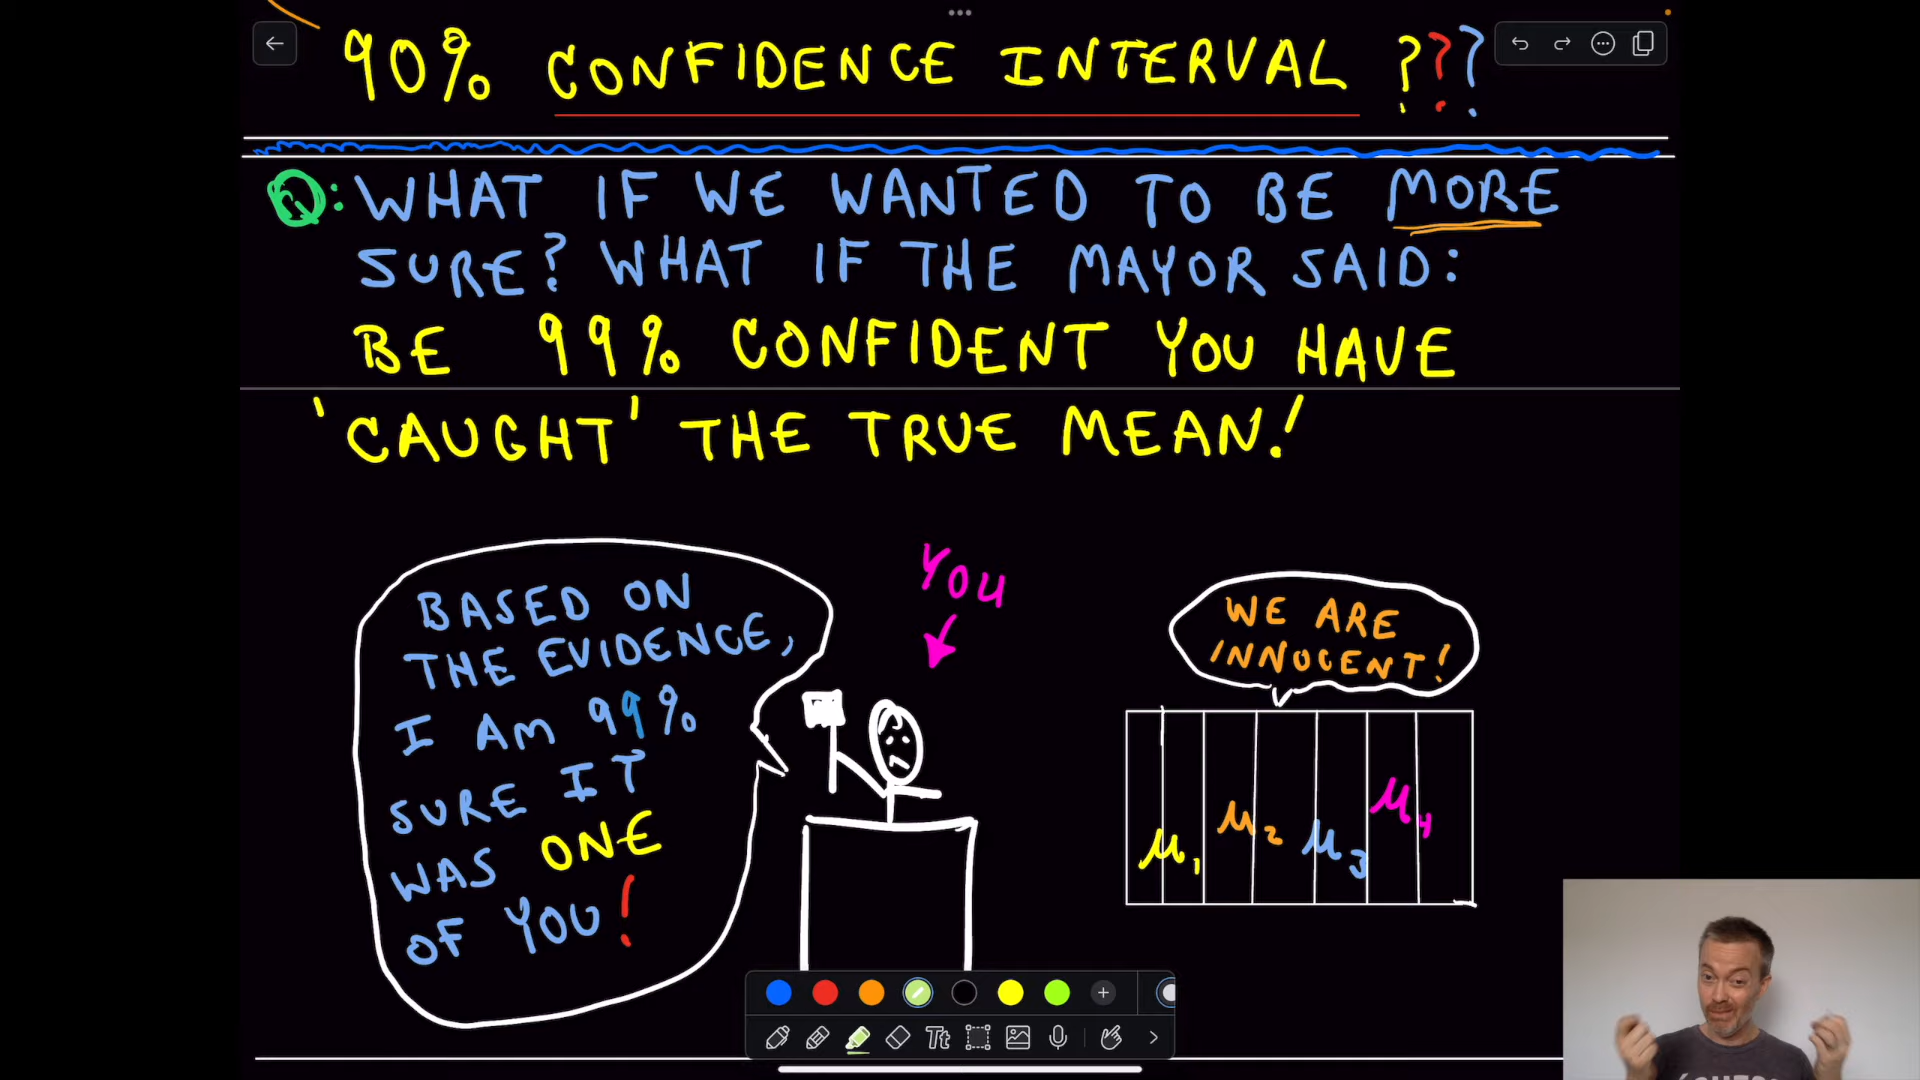 90% CONFIDENCE INTERVAL ???
Q: WHAT IF WE WANTED TO BE MORE
SURE? WHAT IF THE MAYOR SAID:
BE 99% CONFIDENT YOU HAVE
'CAUGHT' THE TRUE MEAN!
YOU
BASED ON
THE EVIDENCE,
I AM 99%
SURE IT
WAS ONE
OF YOU!
WE ARE
INNOCENT!
μ1 μ2 μ3 μ4
Tt